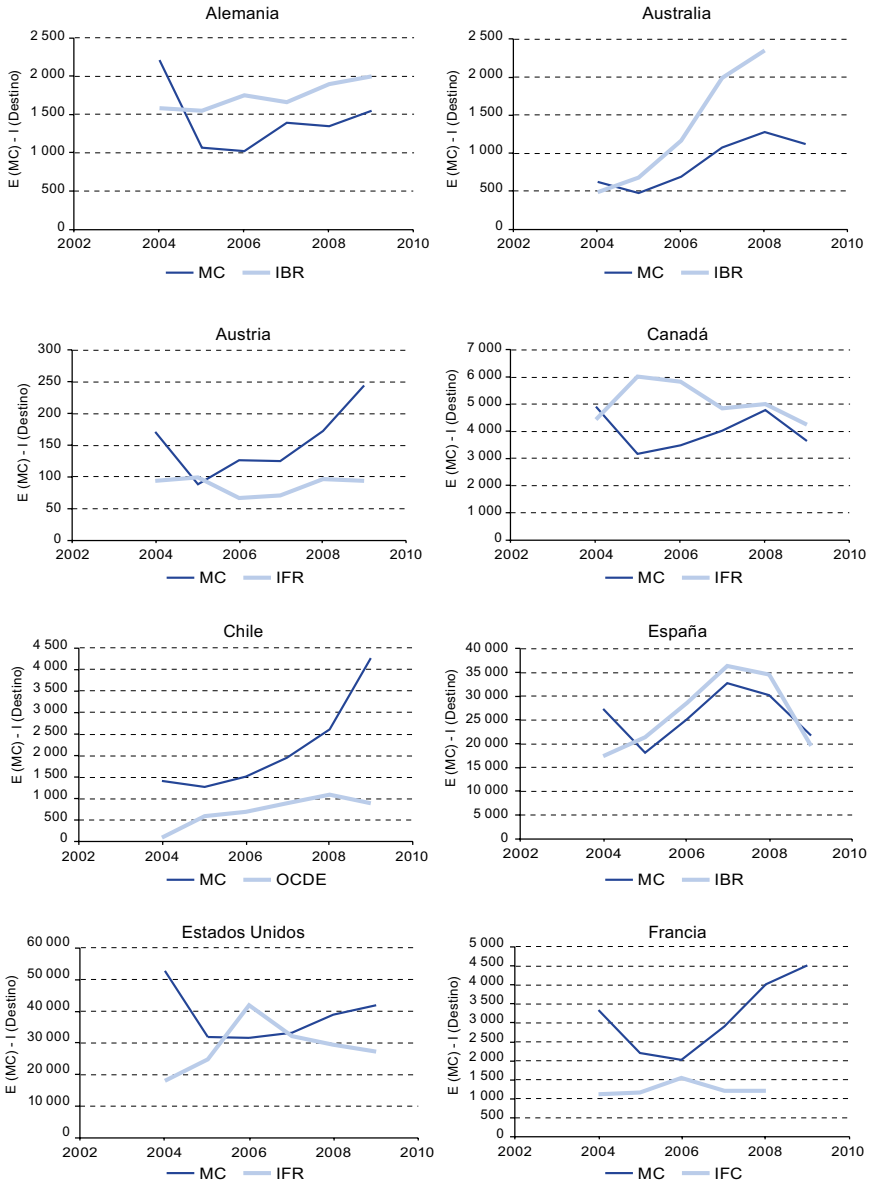 Alemania
E (MC) - I (Destino)
2 500
2 000
1 500
1 000
500
0
2002 2004 2006 2008 2010
MC IBR
Australia
E (MC) - I (Destino)
2 500
2 000
1 500
1 000
500
0
2002 2004 2006 2008 2010
MC IBR
Austria
E (MC) - I (Destino)
300
250
200
150
100
50
0
2002 2004 2006 2008 2010
MC IFR
Canadá
E (MC) - I (Destino)
7 000
6 000
5 000
4 000
3 000
2 000
1 000
0
2002 2004 2006 2008 2010
MC IFR
Chile
E (MC) - I (Destino)
4 500
4 000
3 500
3 000
2 500
2 000
1 500
1 000
500
0
2002 2004 2006 2008 2010
MC OCDE
España
E (MC) - I (Destino)
40 000
35 000
30 000
25 000
20 000
15 000
10 000
5 000
0
2002 2004 2006 2008 2010
MC IBR
Estados Unidos
E (MC) - I (Destino)
60 000
50 000
40 000
30 000
20 000
10 000
0
2002 2004 2006 2008 2010
MC IFR
Francia
E (MC) - I (Destino)
5 000
4 500
4 000
3 500
3 000
2 500
2 000
1 500
1 000
500
0
2002 2004 2006 2008 2010
MC IFC